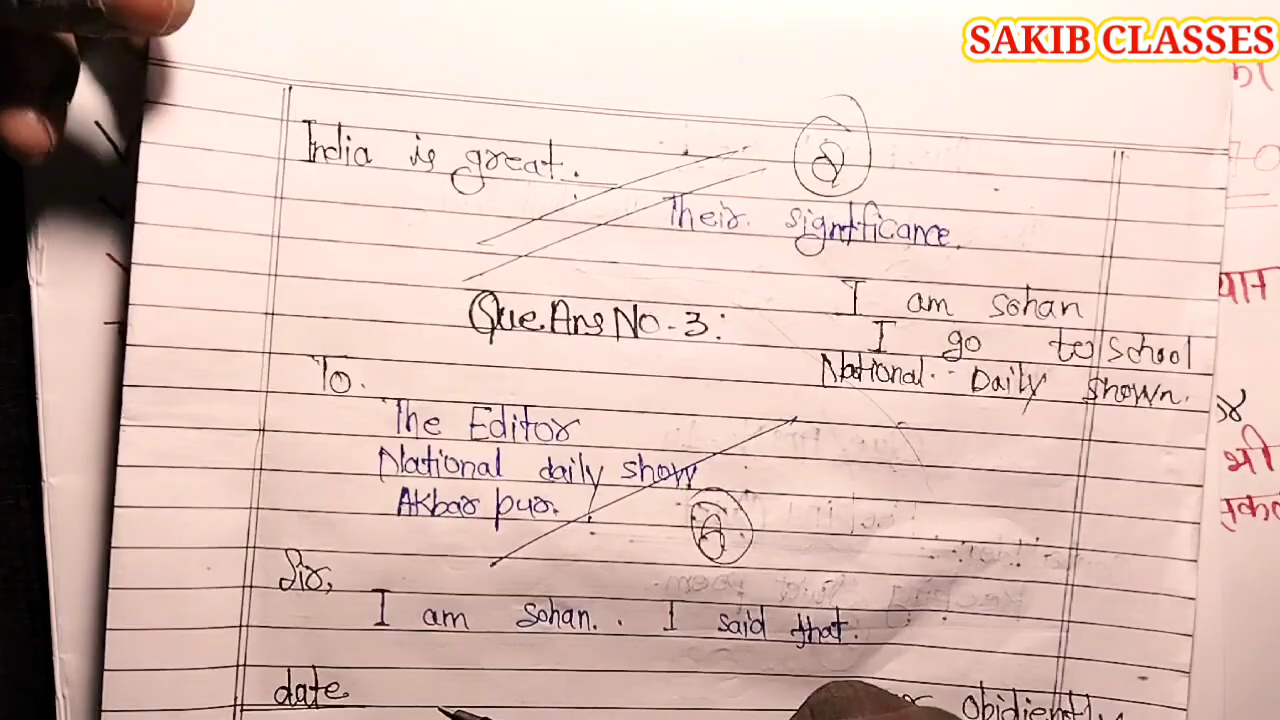 SAKIB CLASSES
India is great.
Their significance.
Que. Ans No-3:
I am sohan
I go to school
National Daily shown.
To.
The Editor
National daily show
Akbar pur.
Sir,
I am sohan. I said that.
date
obidiently
यान
भी